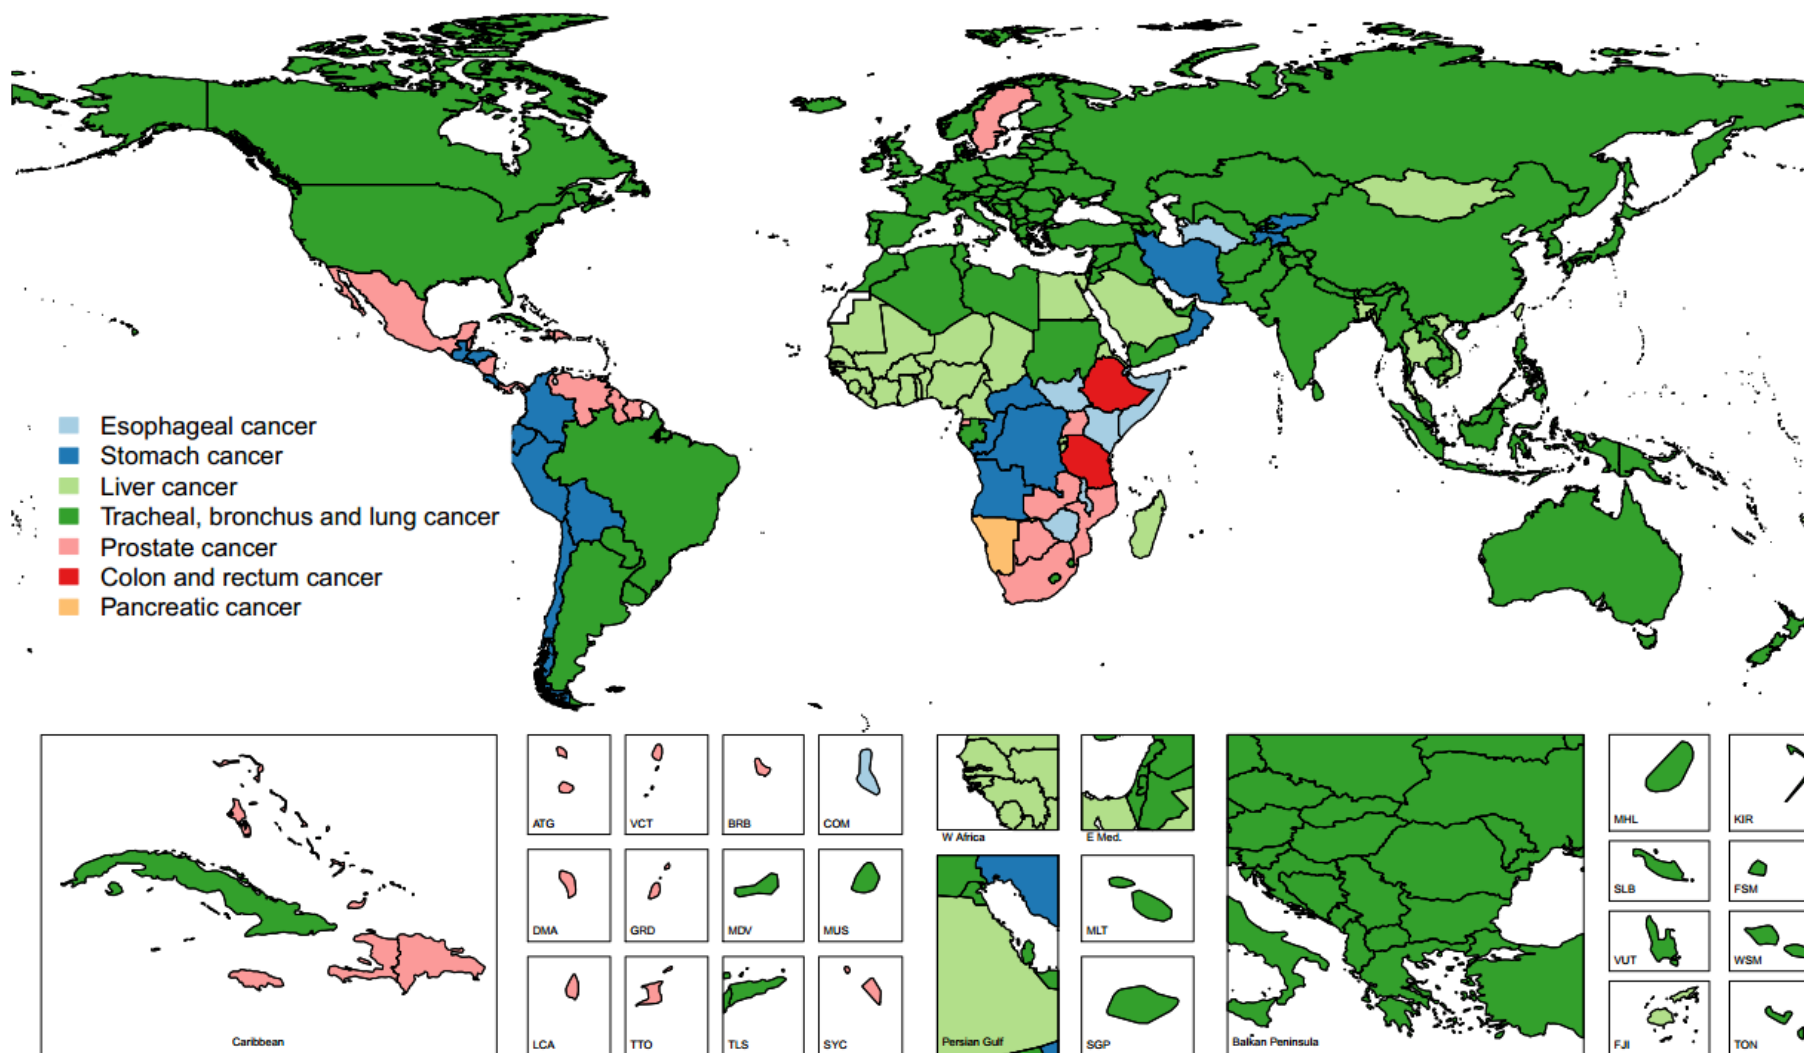 Esophageal cancer
Stomach cancer
Liver cancer
Tracheal, bronchus and lung cancer
Prostate cancer
Colon and rectum cancer
Pancreatic cancer
Caribbean
ATG
VCT
BRB
COM
DMA
GRD
MDV
MUS
LCA
TTO
TLS
SYC
W Africa
E Med.
Persian Gulf
MLT
SGP
Balkan Peninsula
MHL
KIR
SLB
FSM
VUT
WSM
FJI
TON